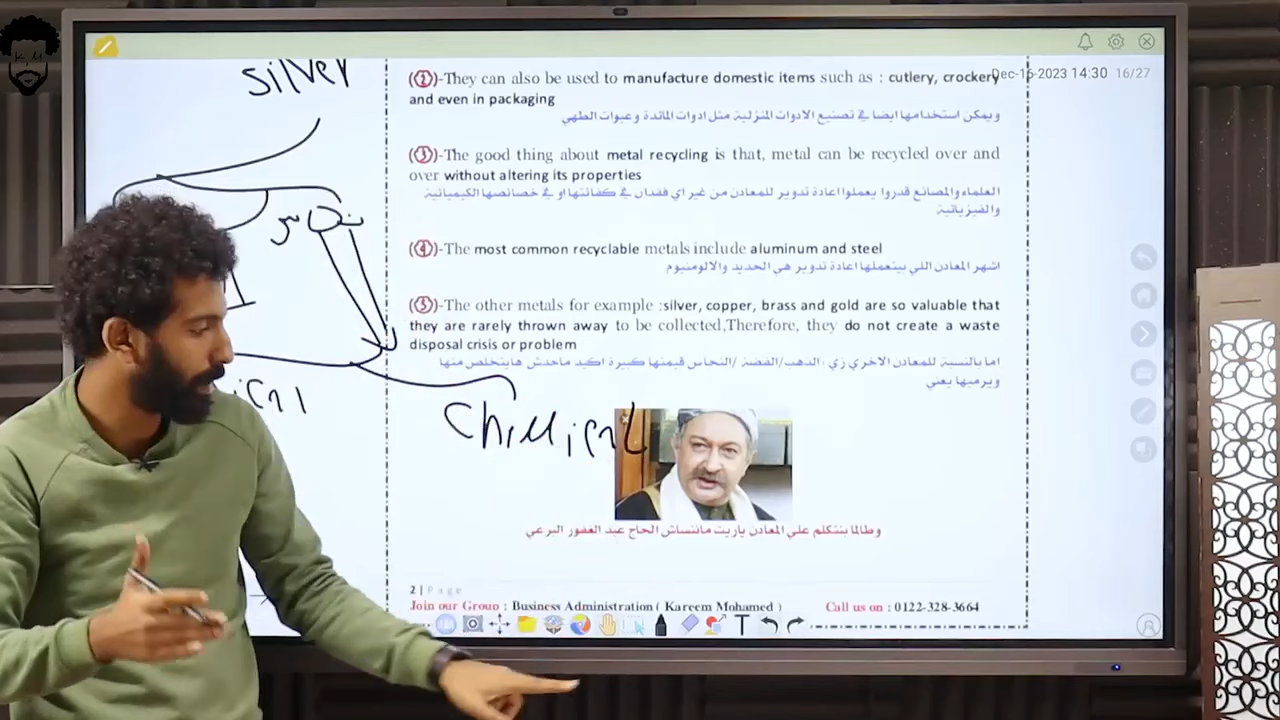 silver
Dec-15-2023 14:30 16/27
(2)-They can also be used to manufacture domestic items such as : cutlery, crockery
and even in packaging
ويمكن استخدامها ايضا في تصنيع الادوات المنزلية مثل ادوات المائدة وعبوات الطهي
(3)-The good thing about metal recycling is that, metal can be recycled over and
over without altering its properties
العلماء والمصانع قدروا يعملوا اعادة تدوير للمعادن من غير اي فقدان في كفائتها او في خصائصها الكيميائية
والفيزيائية
(4)-The most common recyclable metals include aluminum and steel
اشهر المعادن اللي بيتعملها اعادة تدوير هي الحديد والالومنيوم
(5)-The other metals for example :silver, copper, brass and gold are so valuable that
they are rarely thrown away to be collected,Therefore, they do not create a waste
disposal crisis or problem
اما بالنسبة للمعادن الاخري زي : الدهب/الفضة /النحاس قيمتها كبيرة اكيد ماحدش هايتخلص منها
ويرميها يعني
وطالما بنتكلم علي المعادن ياريت ماننساش الحاج عبد الغفور البرعي
2 | Page
Join our Group : Business Administration ( Kareem Mohamed )
Call us on : 0122-328-3664
K M